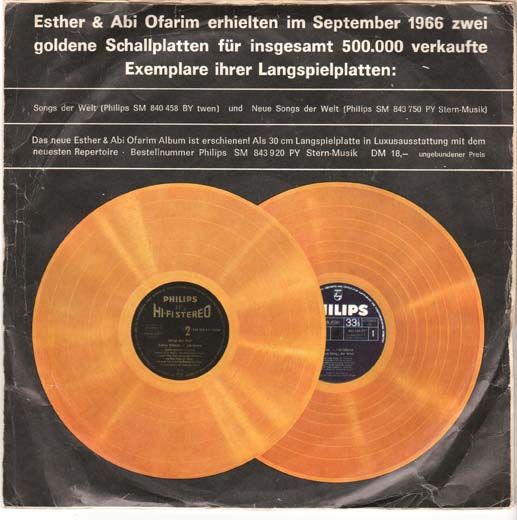 Esther & Abi Ofarim erhielten im September 1966 zwei
goldene Schallplatten für insgesamt 500.000 verkaufte
Exemplare ihrer Langspielplatten:
Songs der Welt (Philips SM 840 458 BY twen) und Neue Songs der Welt (Philips SM 843 750 PY Stern-Musik)
Das neue Esther & Abi Ofarim Album ist erschienen! Als 30 cm Langspielplatte in Luxusausstattung mit dem
neuesten Repertoire · Bestellnummer Philips SM 843 920 PY Stern-Musik DM 18,– ungebundener Preis
PHILIPS
HI-FI STEREO
2
PHILIPS
33⅓
1